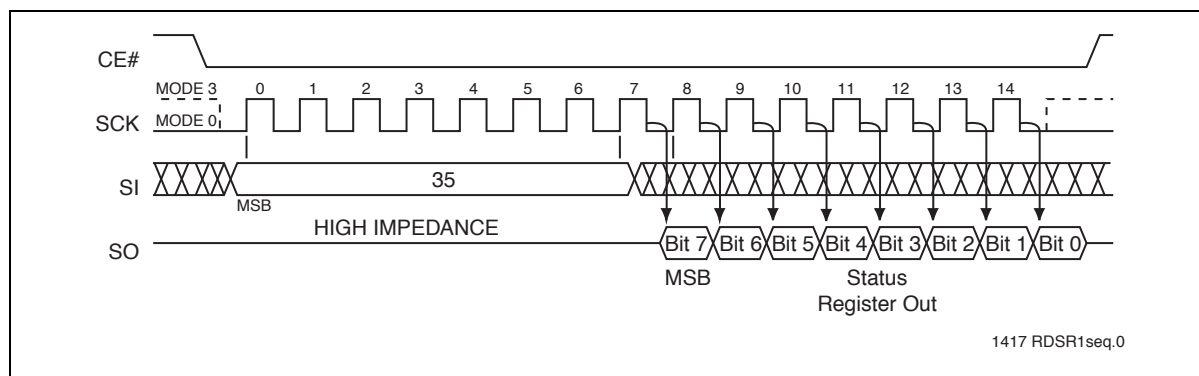 CE#
MODE 3 0 1 2 3 4 5 6 7 8 9 10 11 12 13 14
SCK MODE 0
SI 35
MSB
HIGH IMPEDANCE
SO Bit 7 Bit 6 Bit 5 Bit 4 Bit 3 Bit 2 Bit 1 Bit 0
MSB Status
Register Out
1417 RDSR1seq.0